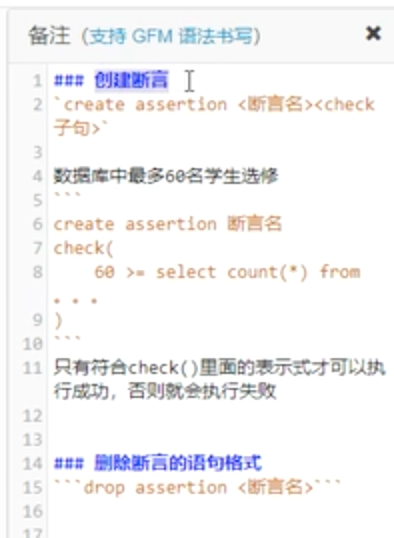 备注（支持 GFM 语法书写）
1 ### 创建断言
2 `create assertion <断言名><check
子句>`
3
4 数据库中最多60名学生选修
5 ```
6 create assertion 断言名
7 check(
8     60 >= select count(*) from
。。。
9 )
10 ```
11 只有符合check()里面的表示式才可以执
行成功，否则就会执行失败
12
13
14 ### 删除断言的语句格式
15 ```drop assertion <断言名>```
16
17